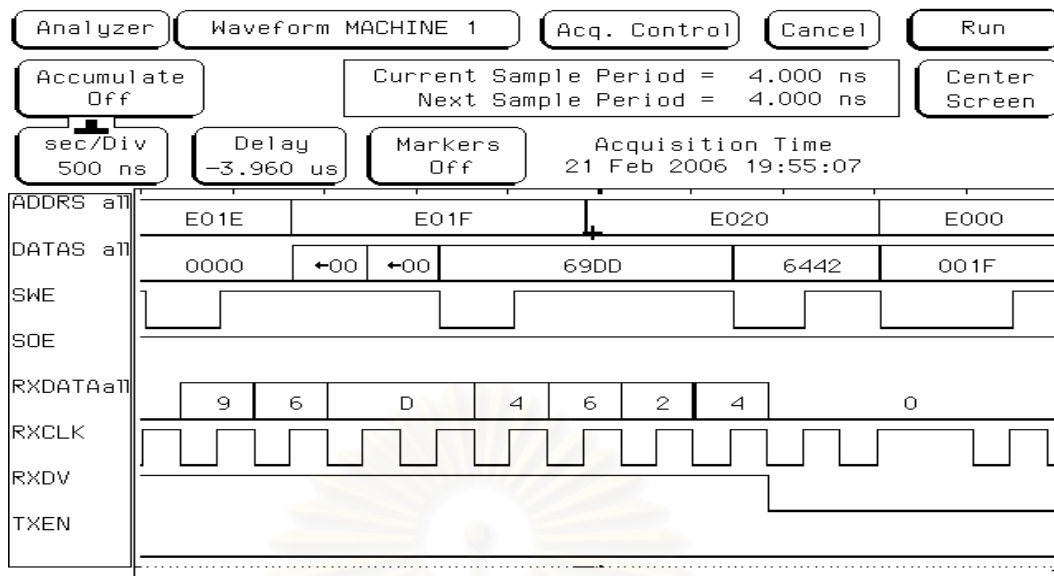 Analyzer Waveform MACHINE 1 Acq. Control Cancel Run
Accumulate Off
Current Sample Period = 4.000 ns
Next Sample Period = 4.000 ns
Center Screen
sec/Div 500 ns
Delay -3.960 us
Markers Off
Acquisition Time
21 Feb 2006 19:55:07
ADDRS all E01E E01F E020 E000
DATAS all 0000 ←00 ←00 69DD 6442 001F
SWE
SOE
RXDATAall 9 6 D 4 6 2 4 0
RXCLK
RXDV
TXEN